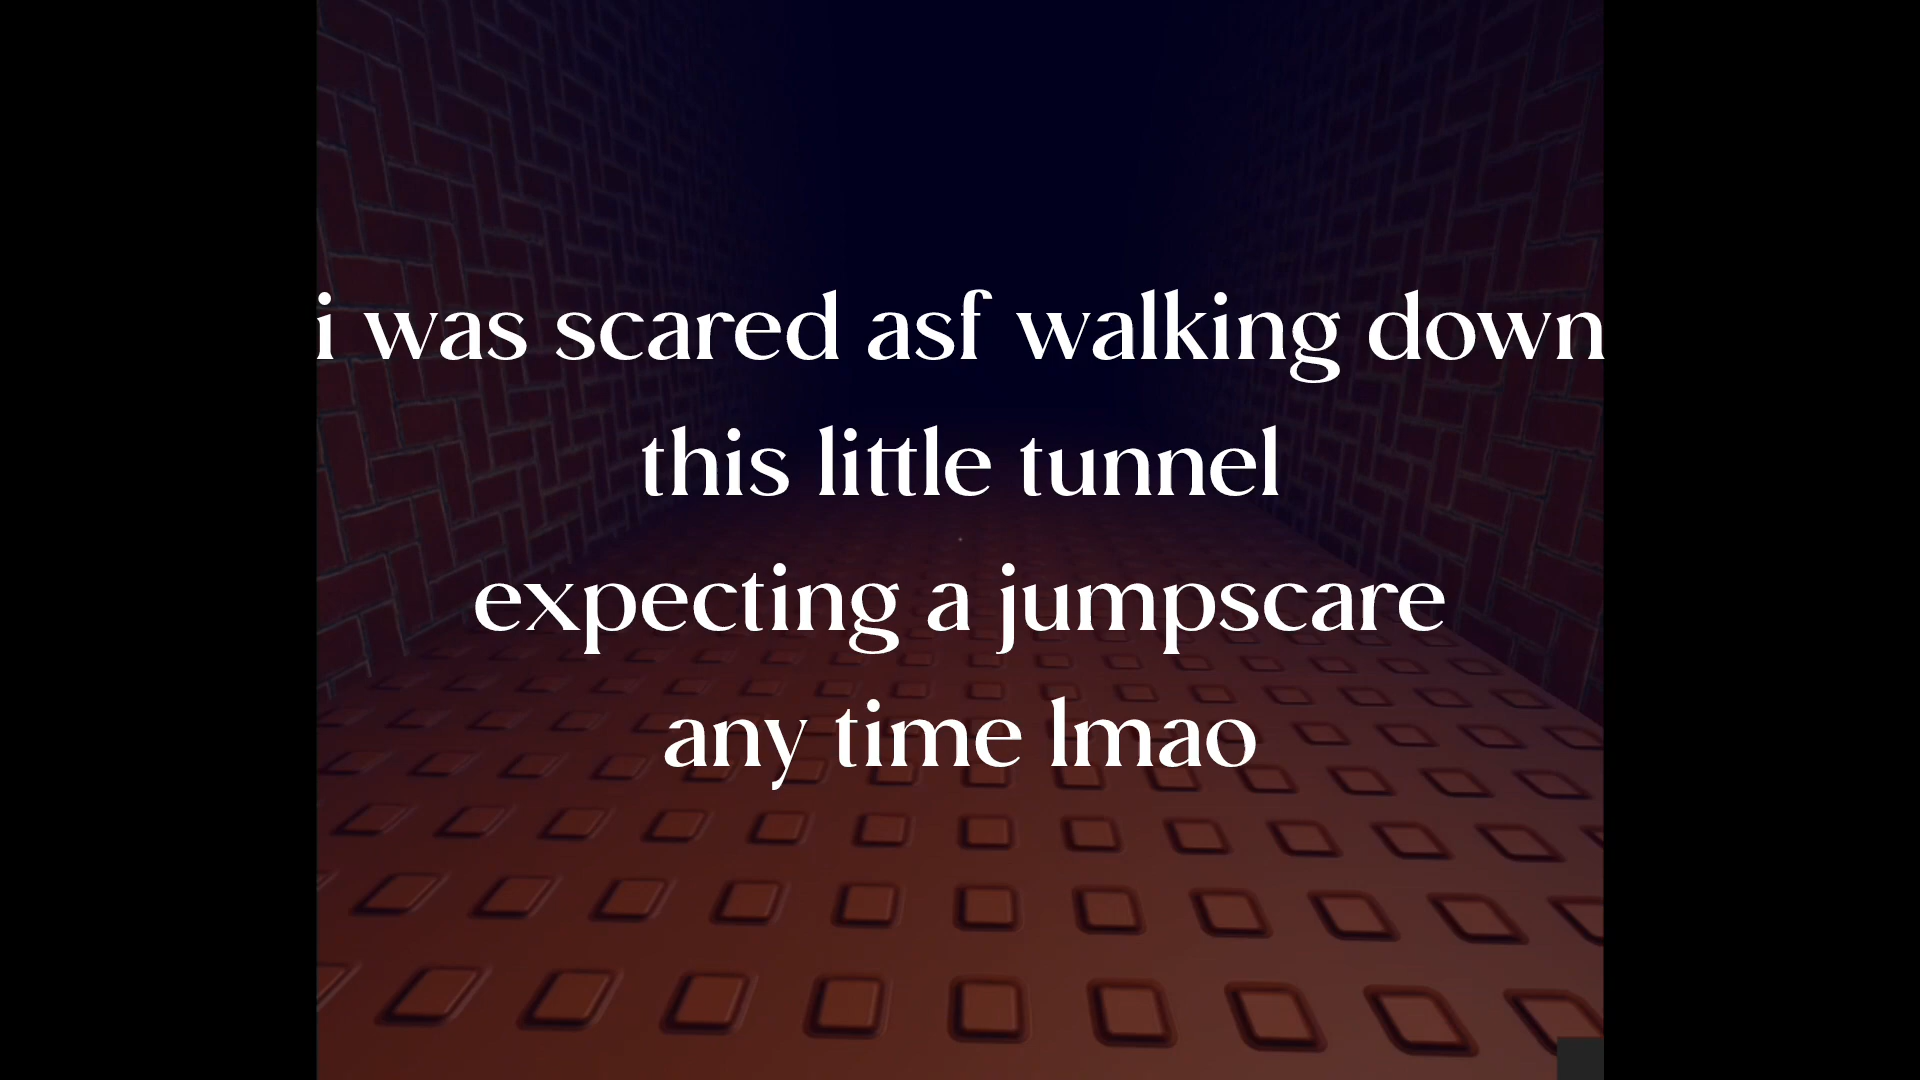 i was scared asf walking down
this little tunnel
expecting a jumpscare
any time lmao